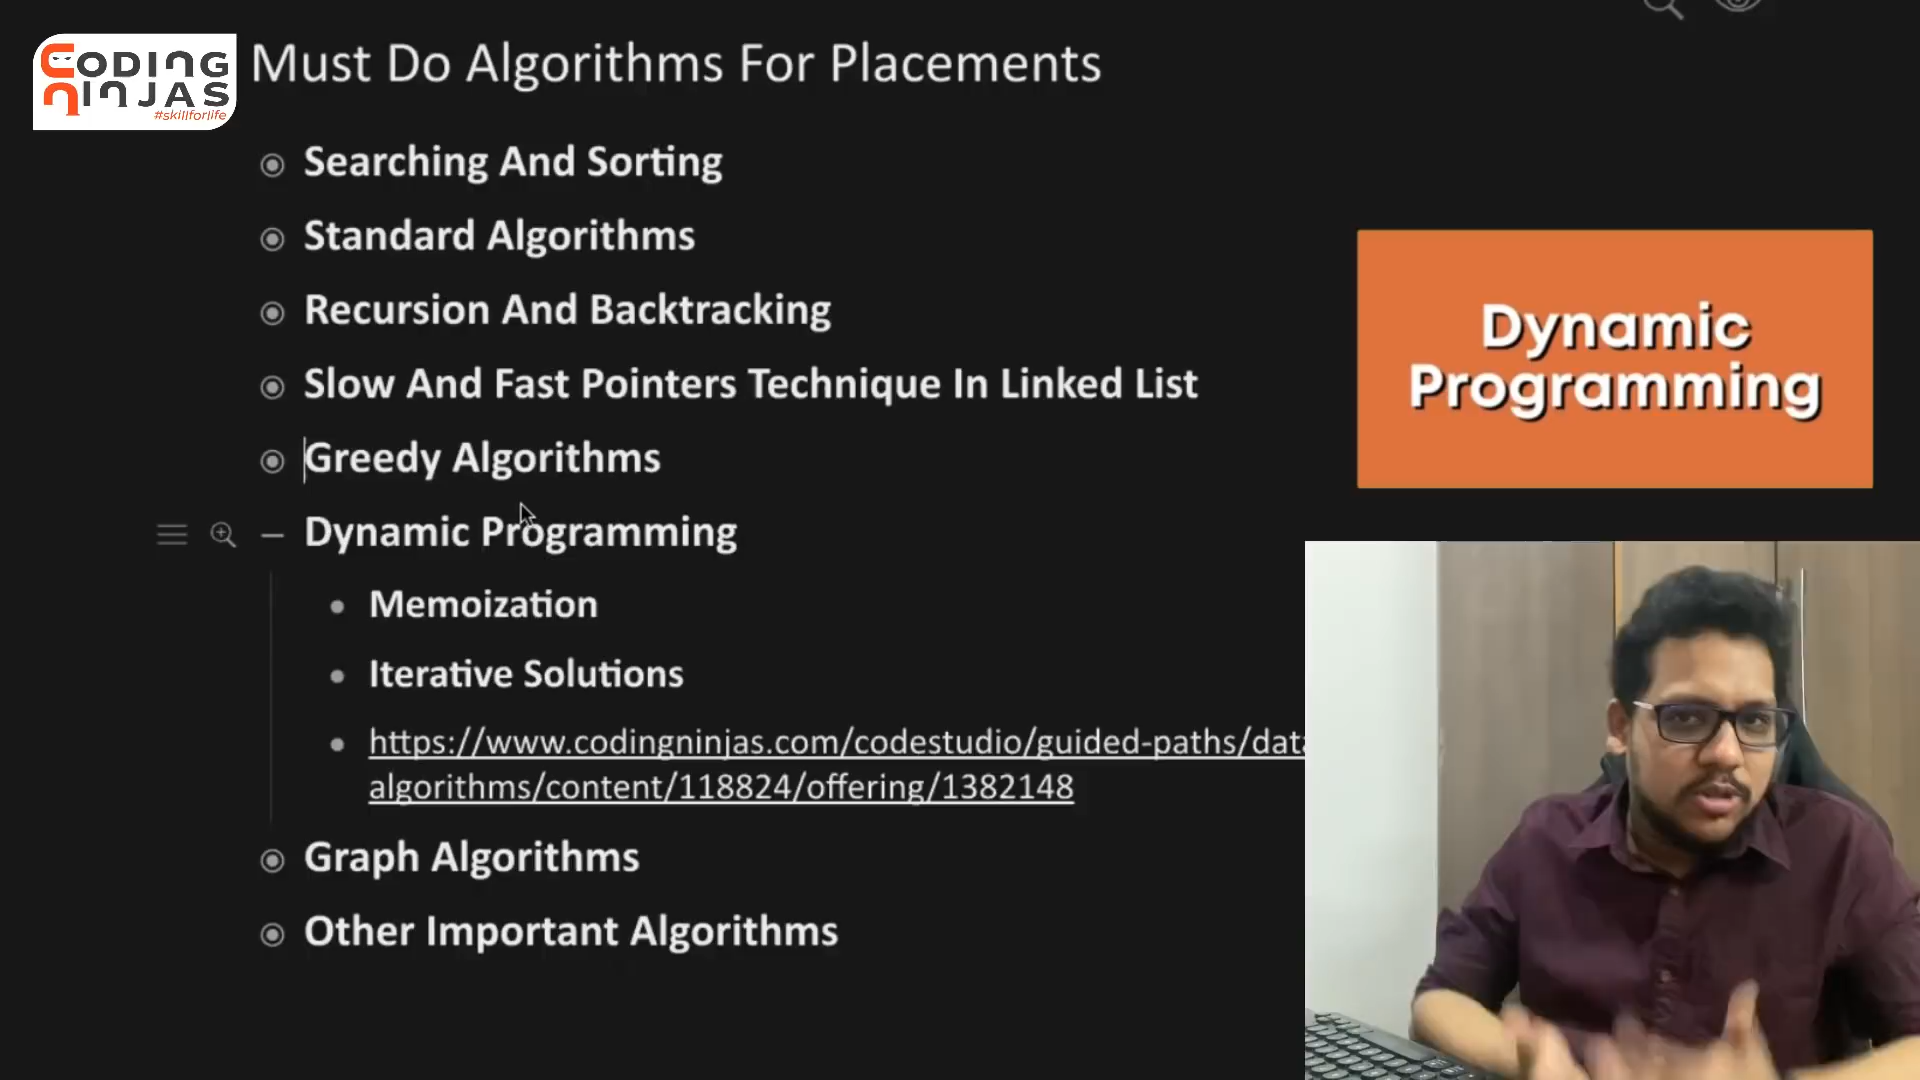 CODING
NINJAS
#skillforlife
Must Do Algorithms For Placements
Searching And Sorting
Standard Algorithms
Recursion And Backtracking
Slow And Fast Pointers Technique In Linked List
Greedy Algorithms
Dynamic Programming
Memoization
Iterative Solutions
https://www.codingninjas.com/codestudio/guided-paths/data
algorithms/content/118824/offering/1382148
Graph Algorithms
Other Important Algorithms
Dynamic
Programming